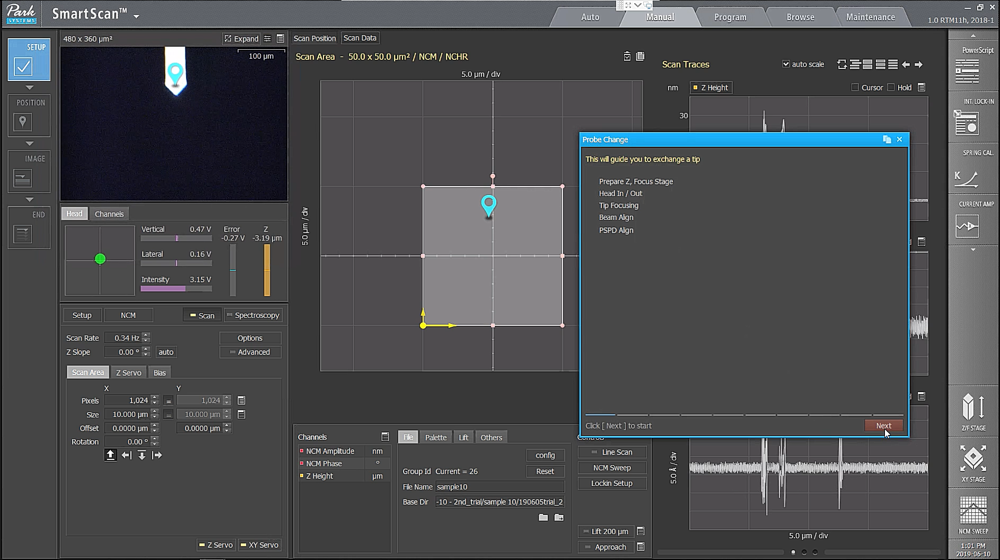 Park
SYSTEMS
SmartScan™
Auto
Manual
Program
Browse
Maintenance
1.0 RTM11h, 2018-1
SETUP
POSITION
IMAGE
END
480 x 360 µm²
Expand
100 µm
Head
Channels
Vertical 0.47 V
Lateral 0.16 V
Intensity 3.15 V
Error
-0.27 V
Z
-3.19 µm
Setup
NCM
Scan
Spectroscopy
Scan Rate 0.34 Hz
Options
Z Slope 0.00 °
auto
Advanced
Scan Area
Z Servo
Bias
X Y
Pixels 1,024 = 1,024
Size 10.000 µm = 10.000 µm
Offset 0.0000 µm 0.0000 µm
Rotation 0.00 °
Z Servo
XY Servo
Scan Position
Scan Data
Scan Area - 50.0 x 50.0 µm² / NCM / NCHR
5.0 µm / div
5.0 µm / div
Channels
NCM Amplitude nm
NCM Phase °
Z Height µm
File
Palette
Lift
Others
config
Group Id Current = 26
Reset
File Name sample10
Base Dir -10 - 2nd_trial/sample 10/190605trial_2
Controls
Line Scan
NCM Sweep
Lockin Setup
Lift 200 µm
Approach
Scan Traces
auto scale
nm
Z Height
Cursor
Hold
30
Probe Change
This will guide you to exchange a tip
Prepare Z, Focus Stage
Head In / Out
Tip Focusing
Beam Align
PSPD Align
Click [ Next ] to start
Next
5.0 Å / div
5.0 µm / div
PowerScript
INT. LOCK-IN
SPRING CAL.
K
CURRENT AMP
Z/F STAGE
XY STAGE
NCM SWEEP
1:01 PM
2019-06-10